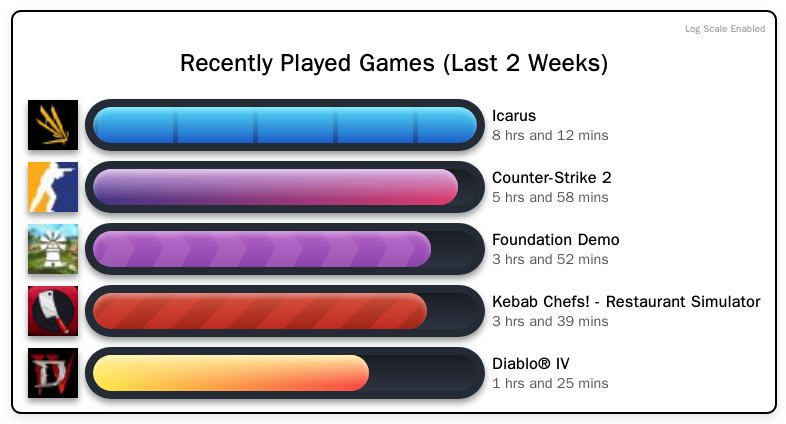 Log Scale Enabled
Recently Played Games (Last 2 Weeks)
Icarus
8 hrs and 12 mins
Counter-Strike 2
5 hrs and 58 mins
Foundation Demo
3 hrs and 52 mins
Kebab Chefs! - Restaurant Simulator
3 hrs and 39 mins
Diablo® IV
1 hrs and 25 mins